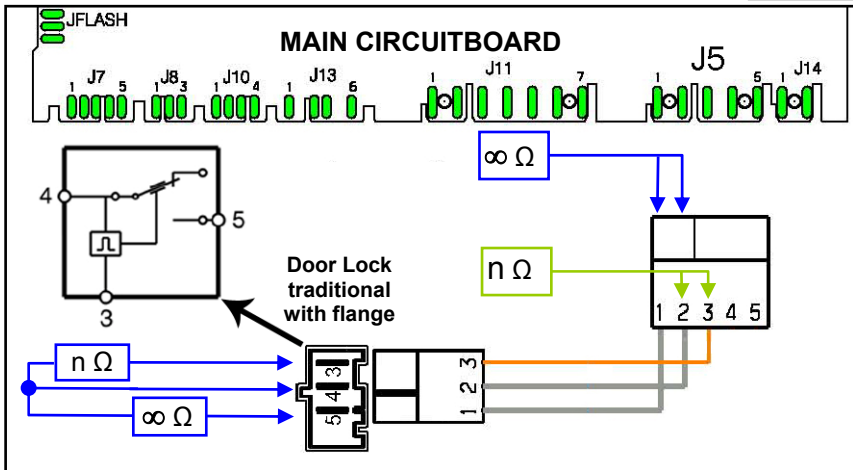 JFLASH
MAIN CIRCUITBOARD
J7 J8 J10 J13 J11 J5 J14
1 5 1 3 1 4 1 6 1 7 1 5 1
∞ Ω
4
5
3
n Ω
Door Lock
traditional
with flange
1 2 3 4 5
n Ω
∞ Ω
3
4
5
3
2
1